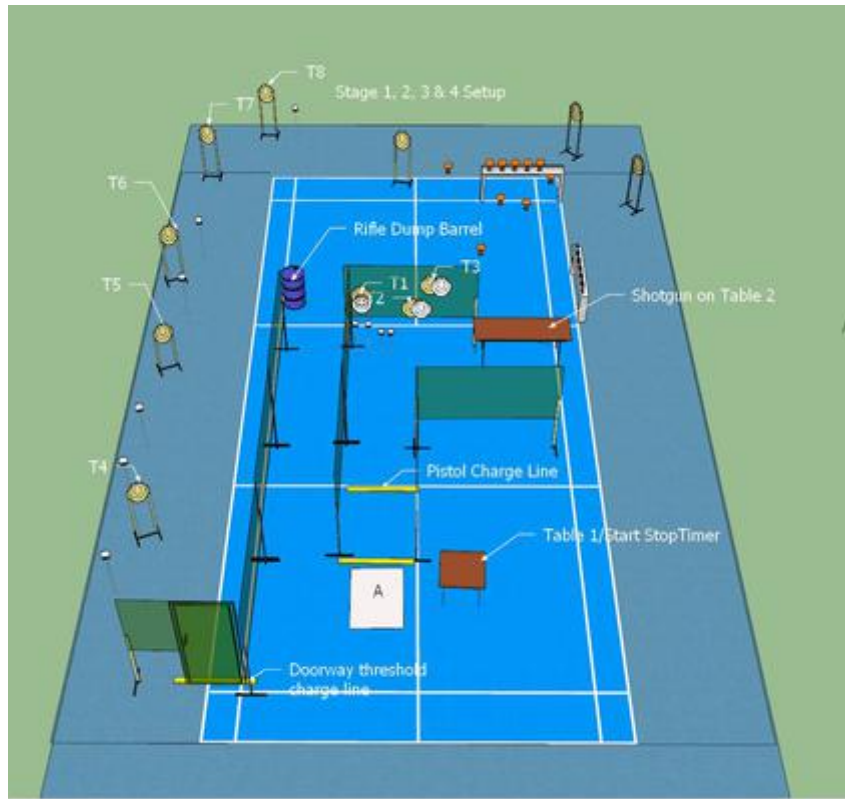 T8
Stage 1, 2, 3 & 4 Setup
T7
T6
Rifle Dump Barrel
T3
T1
T2
T5
Shotgun on Table 2
Pistol Charge Line
T4
Table 1/Start StopTimer
A
Doorway threshold
charge line